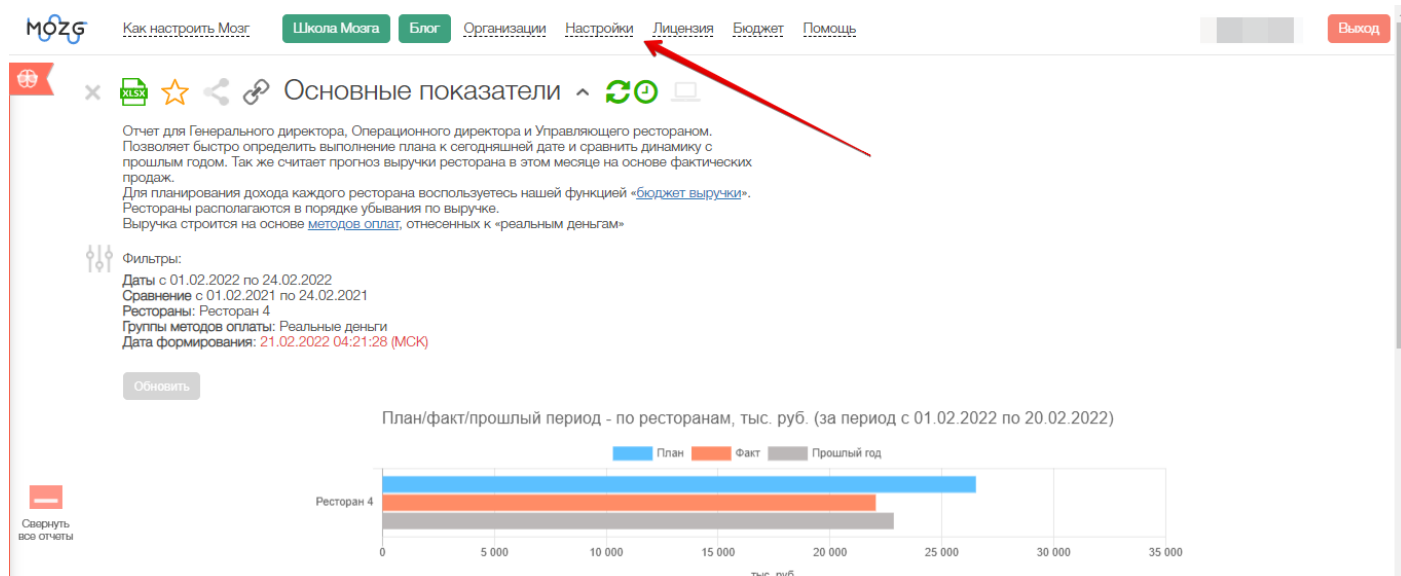 MOZG Как настроить Мозг Школа Мозга Блог Организации Настройки Лицензия Бюджет Помощь Выход
XLSX Основные показатели
Отчет для Генерального директора, Операционного директора и Управляющего рестораном.
Позволяет быстро определить выполнение плана к сегодняшней дате и сравнить динамику с
прошлым годом. Так же считает прогноз выручки ресторана в этом месяце на основе фактических
продаж.
Для планирования дохода каждого ресторана воспользуетесь нашей функцией «бюджет выручки».
Рестораны располагаются в порядке убывания по выручке.
Выручка строится на основе методов оплат, отнесенных к «реальным деньгам»
Фильтры:
Даты с 01.02.2022 по 24.02.2022
Сравнение с 01.02.2021 по 24.02.2021
Рестораны: Ресторан 4
Группы методов оплаты: Реальные деньги
Дата формирования: 21.02.2022 04:21:28 (МСК)
Обновить
План/факт/прошлый период - по ресторанам, тыс. руб. (за период с 01.02.2022 по 20.02.2022)
План Факт Прошлый год
Ресторан 4
Свернуть
все отчеты
0 5 000 10 000 15 000 20 000 25 000 30 000 35 000
тыс. руб.